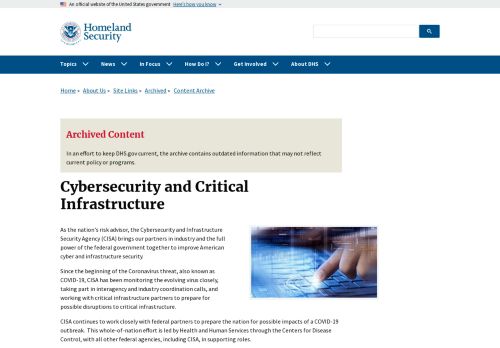 An official website of the United States government Here's how you know
Homeland
Security
Topics News In Focus How Do I? Get Involved About DHS
Home » About Us » Site Links » Archived » Content Archive
Archived Content
In an effort to keep DHS.gov current, the archive contains outdated information that may not reflect
current policy or programs.
Cybersecurity and Critical
Infrastructure
As the nation's risk advisor, the Cybersecurity and Infrastructure
Security Agency (CISA) brings our partners in industry and the full
power of the federal government together to improve American
cyber and infrastructure security.
Since the beginning of the Coronavirus threat, also known as
COVID-19, CISA has been monitoring the evolving virus closely,
taking part in interagency and industry coordination calls, and
working with critical infrastructure partners to prepare for
possible disruptions to critical infrastructure.
CISA continues to work closely with federal partners to prepare the nation for possible impacts of a COVID-19
outbreak. This whole-of-nation effort is led by Health and Human Services through the Centers for Disease
Control, with all other federal agencies, including CISA, in supporting roles.